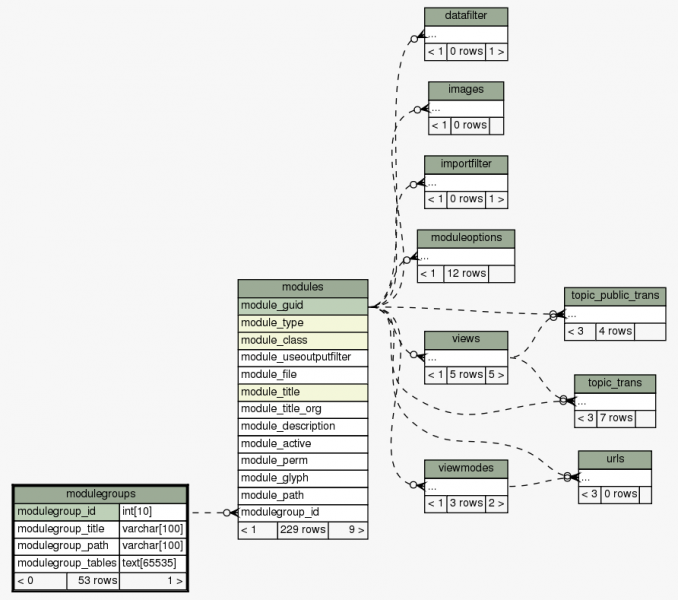 datafilter
...
< 1 0 rows 1 >
images
...
< 1 0 rows
importfilter
...
< 1 0 rows 1 >
moduleoptions
...
< 1 12 rows
modules
module_guid
module_type
module_class
module_useoutputfilter
module_file
module_title
module_title_org
module_description
module_active
module_perm
module_glyph
module_path
modulegroup_id
< 1 229 rows 9 >
topic_public_trans
...
< 3 4 rows
views
...
< 1 5 rows 5 >
topic_trans
...
< 3 7 rows
urls
...
< 3 0 rows
viewmodes
...
< 1 3 rows 2 >
modulegroups
modulegroup_id int[10]
modulegroup_title varchar[100]
modulegroup_path varchar[100]
modulegroup_tables text[65535]
< 0 53 rows 1 >